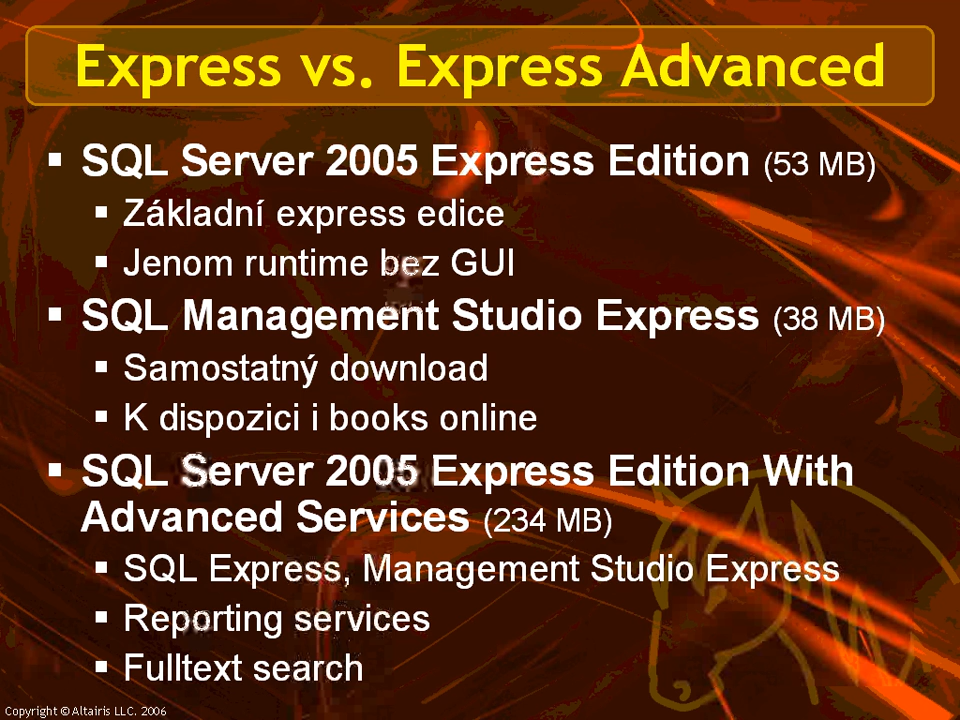 Express vs. Express Advanced
▪ SQL Server 2005 Express Edition (53 MB)
▪ Základní express edice
▪ Jenom runtime bez GUI
▪ SQL Management Studio Express (38 MB)
▪ Samostatný download
▪ K dispozici i books online
▪ SQL Server 2005 Express Edition With
Advanced Services (234 MB)
▪ SQL Express, Management Studio Express
▪ Reporting services
▪ Fulltext search
Copyright © Altairis LLC. 2006